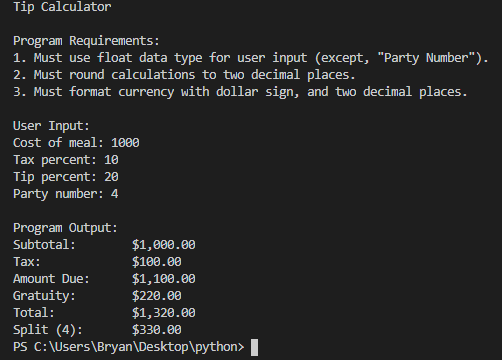 Tip Calculator
Program Requirements:
1. Must use float data type for user input (except, "Party Number").
2. Must round calculations to two decimal places.
3. Must format currency with dollar sign, and two decimal places.
User Input:
Cost of meal: 1000
Tax percent: 10
Tip percent: 20
Party number: 4
Program Output:
Subtotal: $1,000.00
Tax: $100.00
Amount Due: $1,100.00
Gratuity: $220.00
Total: $1,320.00
Split (4): $330.00
PS C:\Users\Bryan\Desktop\python>